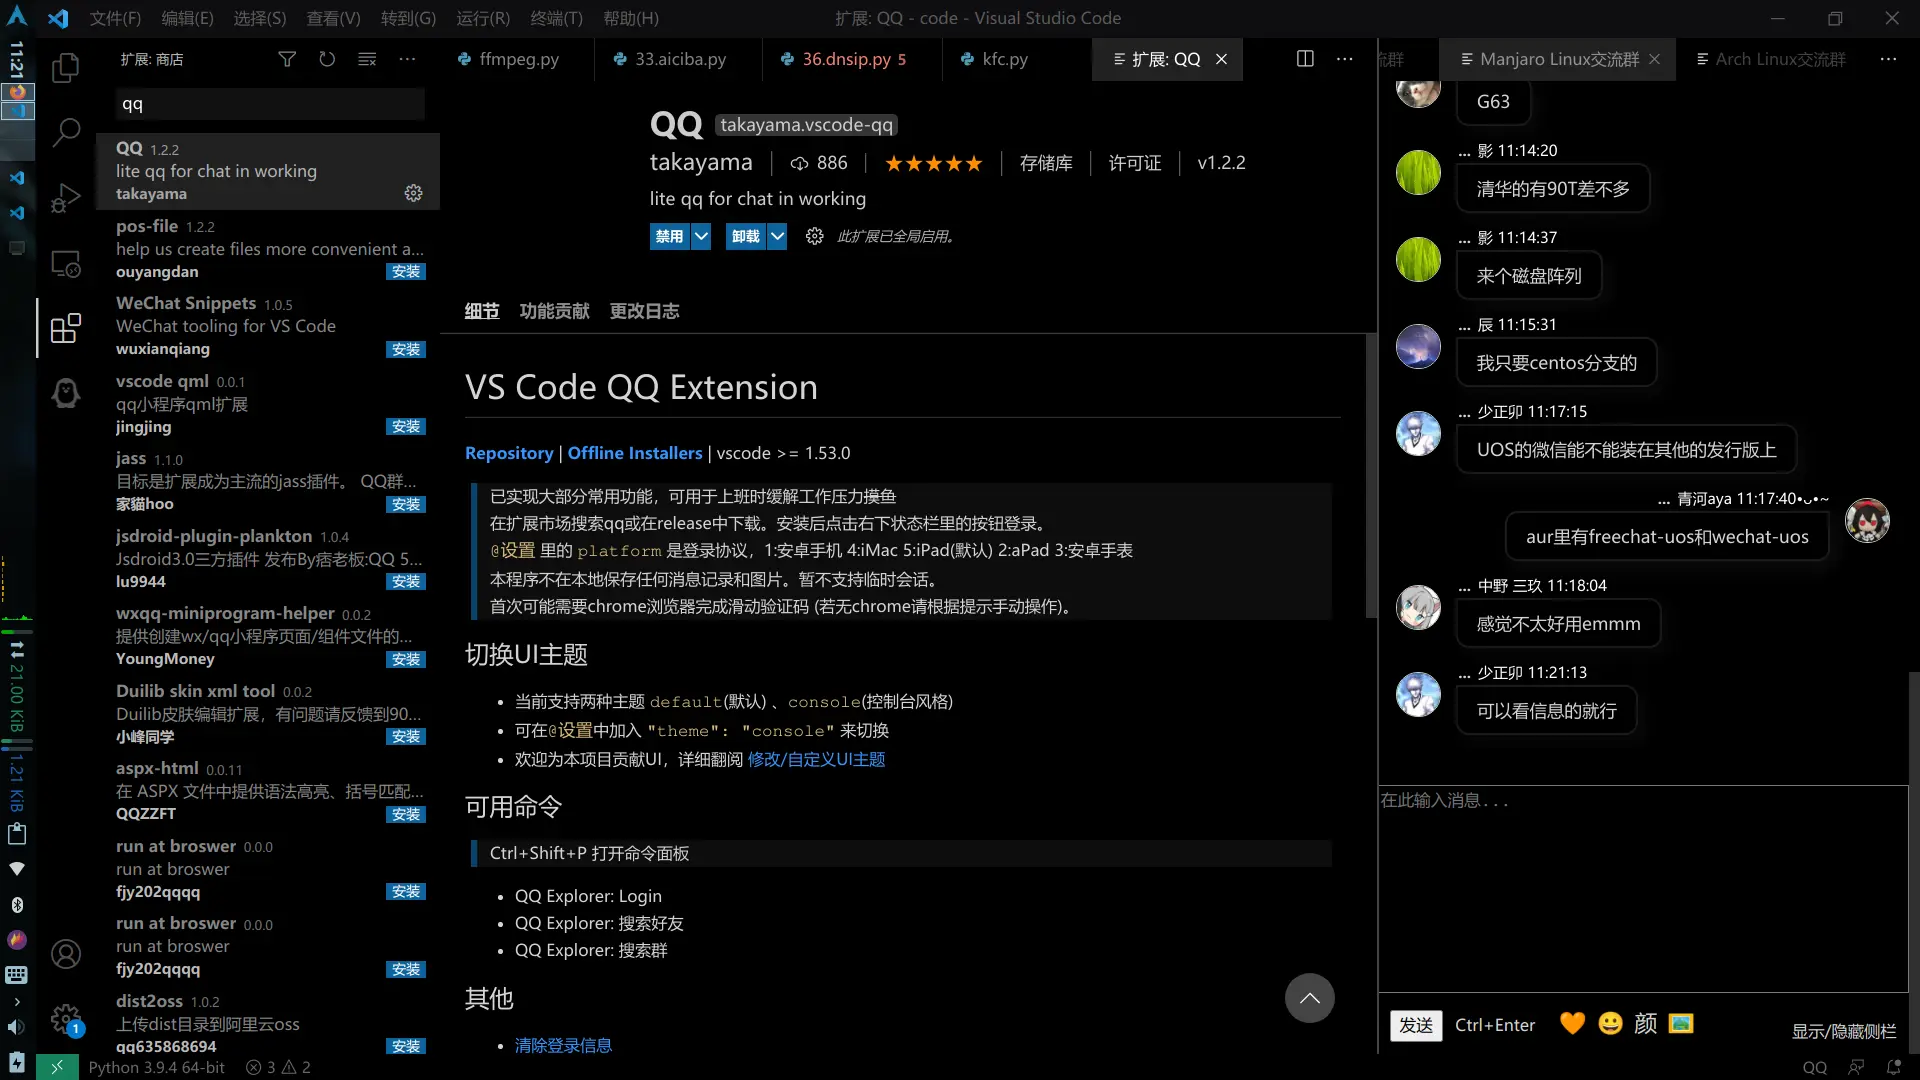 文件(F) 编辑(E) 选择(S) 查看(V) 转到(G) 运行(R) 终端(T) 帮助(H)
扩展: QQ - code - Visual Studio Code
11:21
21.00 KiB
1.21 KiB
扩展: 商店
qq
QQ 1.2.2
lite qq for chat in working
takayama
pos-file 1.2.2
help us create files more convenient a...
ouyangdan
安装
WeChat Snippets 1.0.5
WeChat tooling for VS Code
wuxianqiang
安装
vscode qml 0.0.1
qq小程序qml扩展
jingjing
安装
jass 1.1.0
目标是扩展成为主流的jass插件。 QQ群...
家貓hoo
安装
jsdroid-plugin-plankton 1.0.4
Jsdroid3.0三方插件 发布By痞老板:QQ 5...
lu9944
安装
wxqq-miniprogram-helper 0.0.2
提供创建wx/qq小程序页面/组件文件的...
YoungMoney
安装
Duilib skin xml tool 0.0.2
Duilib皮肤编辑扩展，有问题请反馈到90...
小峰同学
安装
aspx-html 0.0.11
在 ASPX 文件中提供语法高亮、括号匹配...
QQZZFT
安装
run at broswer 0.0.0
run at broswer
fjy202qqqq
安装
run at broswer 0.0.0
run at broswer
fjy202qqqq
安装
dist2oss 1.0.2
上传dist目录到阿里云oss
qq635868694
安装
ffmpeg.py
33.aiciba.py
36.dnsip.py 5
kfc.py
扩展: QQ
QQ takayama.vscode-qq
takayama 886 ★★★★★ 存储库 许可证 v1.2.2
lite qq for chat in working
禁用 卸载 此扩展已全局启用。
细节 功能贡献 更改日志
VS Code QQ Extension
Repository | Offline Installers | vscode >= 1.53.0
已实现大部分常用功能，可用于上班时缓解工作压力摸鱼
在扩展市场搜索qq或在release中下载。安装后点击右下状态栏里的按钮登录。
@设置 里的 platform 是登录协议，1:安卓手机 4:iMac 5:iPad(默认) 2:aPad 3:安卓手表
本程序不在本地保存任何消息记录和图片。暂不支持临时会话。
首次可能需要chrome浏览器完成滑动验证码 (若无chrome请根据提示手动操作)。
切换UI主题
• 当前支持两种主题 default(默认) 、console(控制台风格)
• 可在@设置中加入 "theme": "console" 来切换
• 欢迎为本项目贡献UI，详细翻阅 修改/自定义UI主题
可用命令
Ctrl+Shift+P 打开命令面板
• QQ Explorer: Login
• QQ Explorer: 搜索好友
• QQ Explorer: 搜索群
其他
• 清除登录信息
流群
Manjaro Linux交流群
Arch Linux交流群
G63
... 影 11:14:20
清华的有90T差不多
... 影 11:14:37
来个磁盘阵列
... 辰 11:15:31
我只要centos分支的
... 少正卯 11:17:15
UOS的微信能不能装在其他的发行版上
... 青河aya 11:17:40•ᴗ•~
aur里有freechat-uos和wechat-uos
... 中野 三玖 11:18:04
感觉不太好用emmm
... 少正卯 11:21:13
可以看信息的就行
在此输入消息...
发送 Ctrl+Enter 🧡 😀 颜
显示/隐藏侧栏
1
Python 3.9.4 64-bit 3 2
QQ